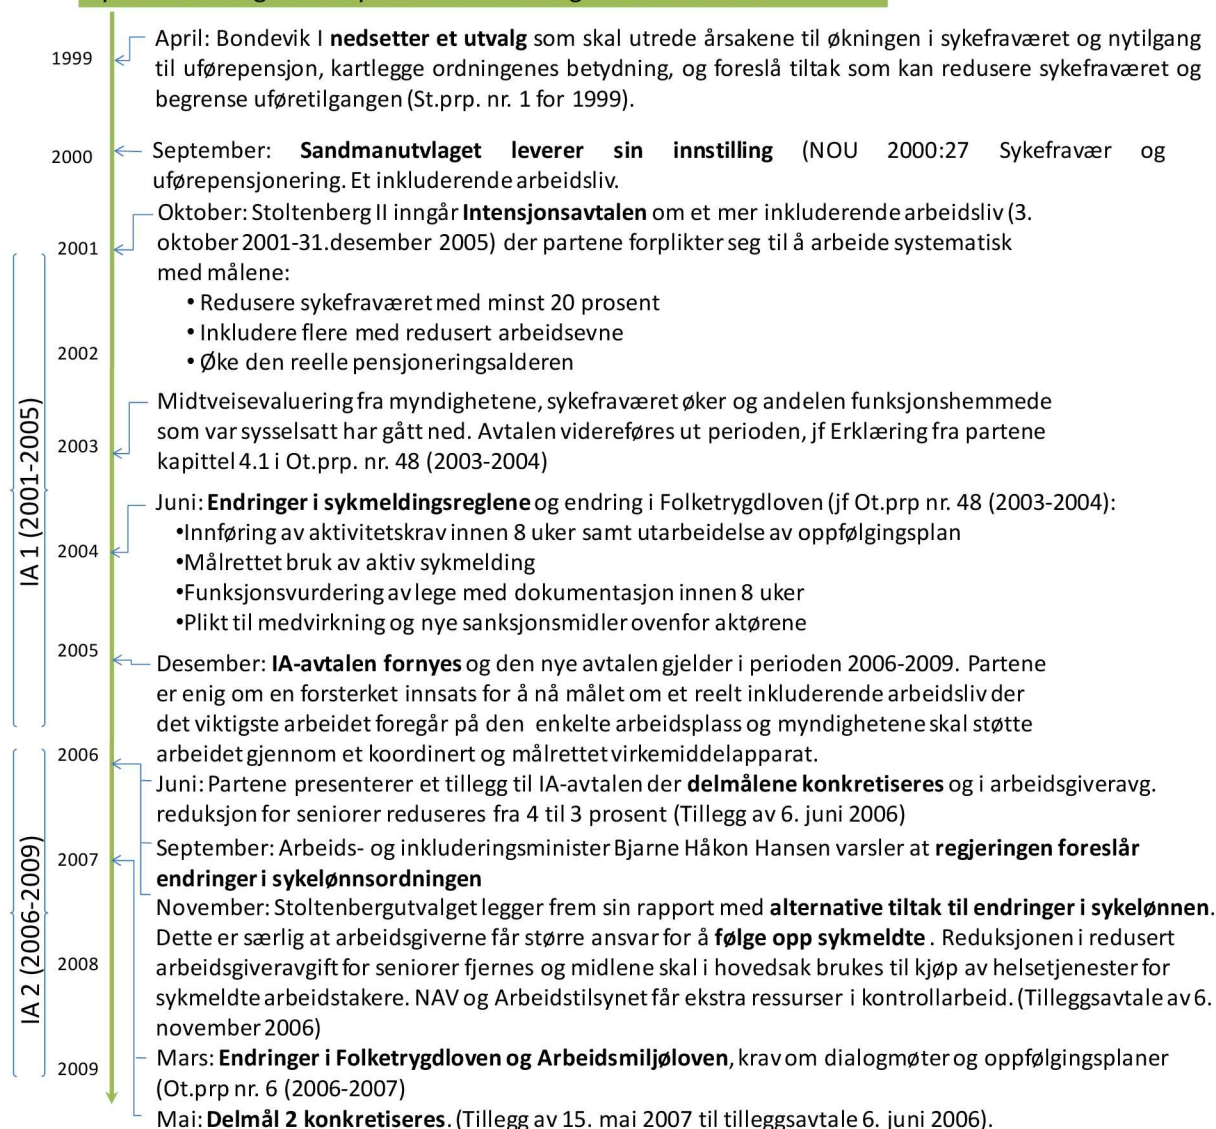 April: Bondevik I nedsetter et utvalg som skal utrede årsakene til økningen i sykefraværet og nytilgang
1999
til uførepensjon, kartlegge ordningenes betydning, og foreslå tiltak som kan redusere sykefraværet og
begrense uføretilgangen (St.prp. nr. 1 for 1999).
2000
September: Sandmanutvlaget leverer sin innstilling (NOU 2000:27 Sykefravær og
uførepensjonering. Et inkluderende arbeidsliv.
Oktober: Stoltenberg II inngår Intensjonsavtalen om et mer inkluderende arbeidsliv (3.
2001
oktober 2001-31.desember 2005) der partene forplikter seg til å arbeide systematisk
med målene:
• Redusere sykefraværet med minst 20 prosent
• Inkludere flere med redusert arbeidsevne
2002
• Øke den reelle pensjoneringsalderen
IA 1 (2001-2005)
Midtveisevaluering fra myndighetene, sykefraværet øker og andelen funksjonshemmede
2003
som var sysselsatt har gått ned. Avtalen videreføres ut perioden, jf Erklæring fra partene
kapittel 4.1 i Ot.prp. nr. 48 (2003-2004)
Juni: Endringer i sykmeldingsreglene og endring i Folketrygdloven (jf Ot.prp nr. 48 (2003-2004):
•Innføring av aktivitetskrav innen 8 uker samt utarbeidelse av oppfølgingsplan
2004
•Målrettet bruk av aktiv sykmelding
•Funksjonsvurdering av lege med dokumentasjon innen 8 uker
•Plikt til medvirkning og nye sanksjonsmidler ovenfor aktørene
2005
Desember: IA-avtalen fornyes og den nye avtalen gjelder i perioden 2006-2009. Partene
er enig om en forsterket innsats for å nå målet om et reelt inkluderende arbeidsliv der
det viktigste arbeidet foregår på den enkelte arbeidsplass og myndighetene skal støtte
2006
arbeidet gjennom et koordinert og målrettet virkemiddelapparat.
Juni: Partene presenterer et tillegg til IA-avtalen der delmålene konkretiseres og i arbeidsgiveravg.
reduksjon for seniorer reduseres fra 4 til 3 prosent (Tillegg av 6. juni 2006)
IA 2 (2006-2009)
2007
September: Arbeids- og inkluderingsminister Bjarne Håkon Hansen varsler at regjeringen foreslår
endringer i sykelønnsordningen
November: Stoltenbergutvalget legger frem sin rapport med alternative tiltak til endringer i sykelønnen.
Dette er særlig at arbeidsgiverne får større ansvar for å følge opp sykmeldte . Reduksjonen i redusert
2008
arbeidsgiveravgift for seniorer fjernes og midlene skal i hovedsak brukes til kjøp av helsetjenester for
sykmeldte arbeidstakere. NAV og Arbeidstilsynet får ekstra ressurser i kontrollarbeid. (Tilleggsavtale av 6.
november 2006)
2009
Mars: Endringer i Folketrygdloven og Arbeidsmiljøloven, krav om dialogmøter og oppfølgingsplaner
(Ot.prp nr. 6 (2006-2007)
Mai: Delmål 2 konkretiseres. (Tillegg av 15. mai 2007 til tilleggsavtale 6. juni 2006).